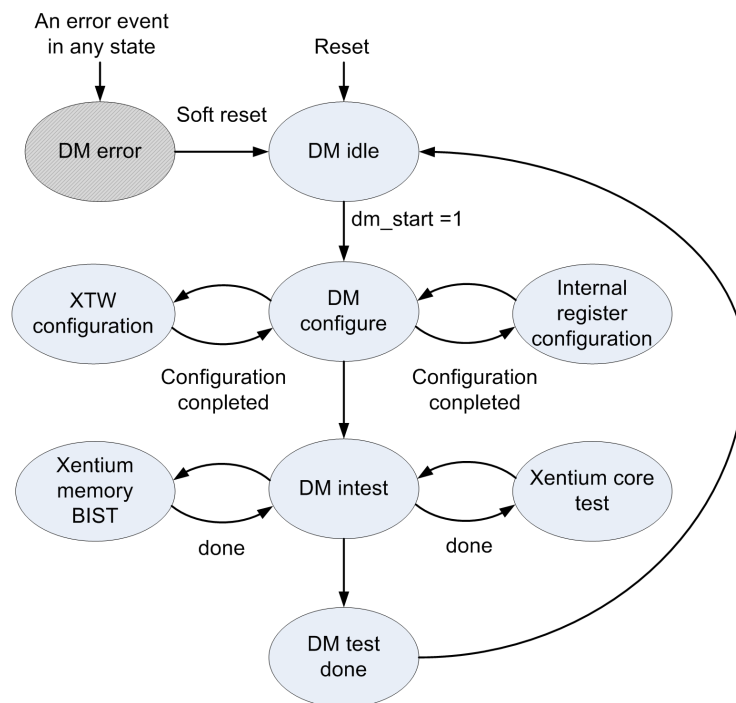 An error event
in any state
Reset
Soft reset
DM error
DM idle
dm_start =1
XTW
configuration
DM
configure
Internal
register
configuration
Configuration
conpleted
Configuration
conpleted
Xentium
memory
BIST
DM intest
Xentium core
test
done
done
DM test
done